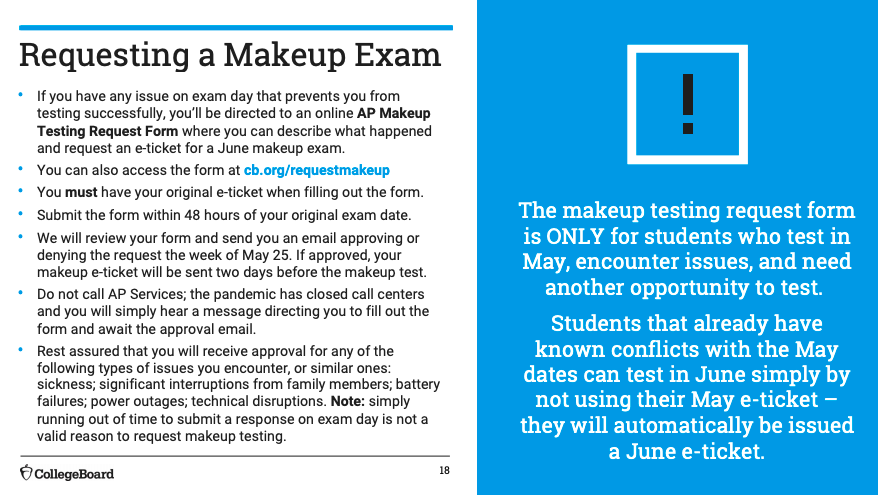 Requesting a Makeup Exam
• If you have any issue on exam day that prevents you from
testing successfully, you'll be directed to an online AP Makeup
Testing Request Form where you can describe what happened
and request an e-ticket for a June makeup exam.
• You can also access the form at cb.org/requestmakeup
• You must have your original e-ticket when filling out the form.
• Submit the form within 48 hours of your original exam date.
• We will review your form and send you an email approving or
denying the request the week of May 25. If approved, your
makeup e-ticket will be sent two days before the makeup test.
• Do not call AP Services; the pandemic has closed call centers
and you will simply hear a message directing you to fill out the
form and await the approval email.
• Rest assured that you will receive approval for any of the
following types of issues you encounter, or similar ones:
sickness; significant interruptions from family members; battery
failures; power outages; technical disruptions. Note: simply
running out of time to submit a response on exam day is not a
valid reason to request makeup testing.
CollegeBoard
18
!
The makeup testing request form
is ONLY for students who test in
May, encounter issues, and need
another opportunity to test.
Students that already have
known conflicts with the May
dates can test in June simply by
not using their May e-ticket –
they will automatically be issued
a June e-ticket.